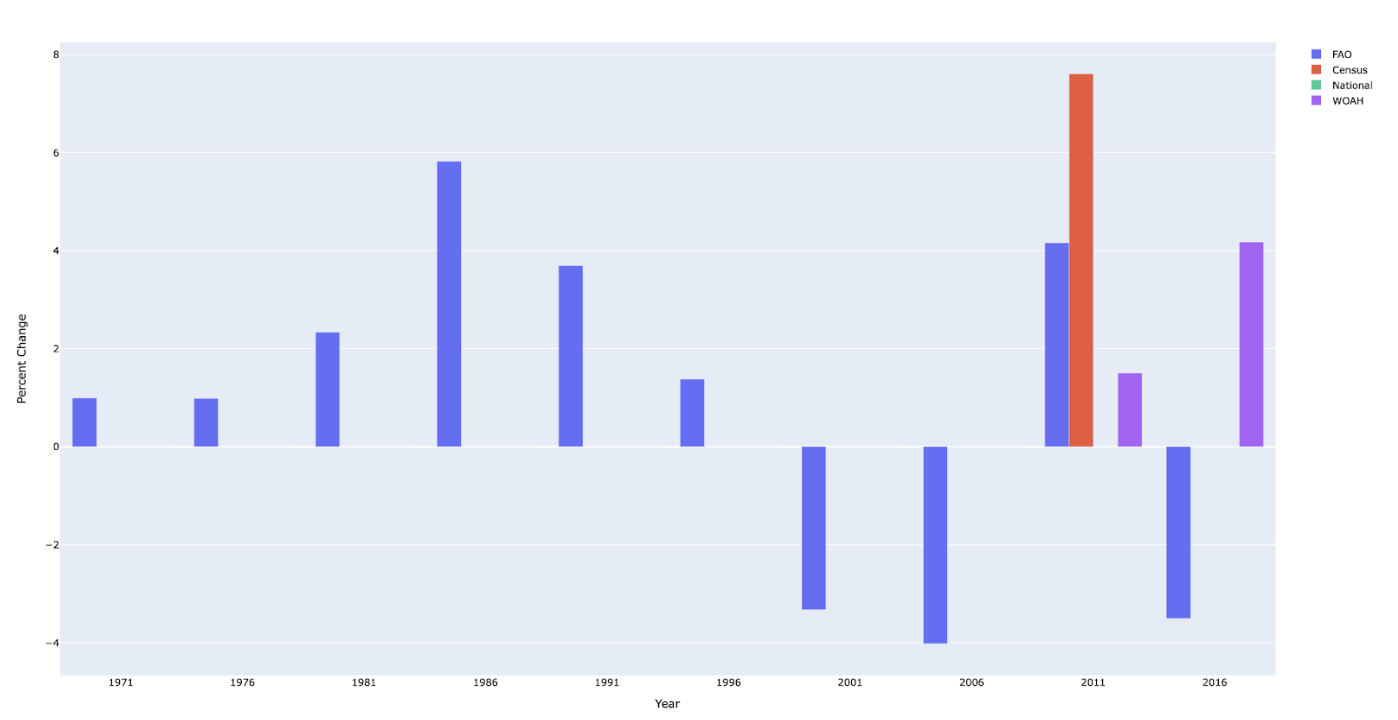 8
6
4
2
0
−2
−4
Percent Change
1971 1976 1981 1986 1991 1996 2001 2006 2011 2016
Year
FAO
Census
National
WOAH